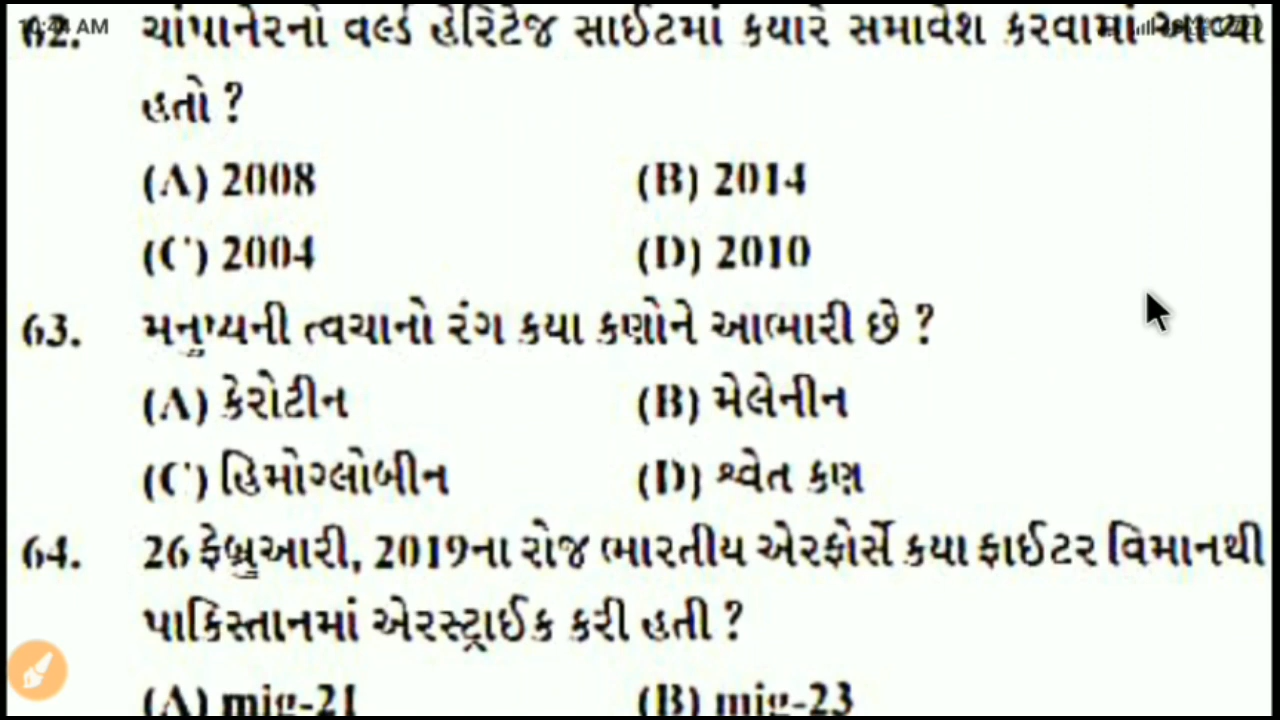 62. ચાંપાનેરનો વર્લ્ડ હેરિટેજ સાઈટમાં કયારે સમાવેશ કરવામાં આવ્યો
હતો ?
(A) 2008 (B) 2014
(C) 2004 (D) 2010
63. મનુષ્યની ત્વચાનો રંગ કયા કણોને આભારી છે ?
(A) કેરોટીન (B) મેલેનીન
(C) હિમોગ્લોબીન (D) શ્વેત કણ
64. 26 ફેબ્રુઆરી, 2019ના રોજ ભારતીય એરફોર્સે કયા ફાઈટર વિમાનથી
પાકિસ્તાનમાં એરસ્ટ્રાઈક કરી હતી ?
(A) mig-21 (B) mig-23